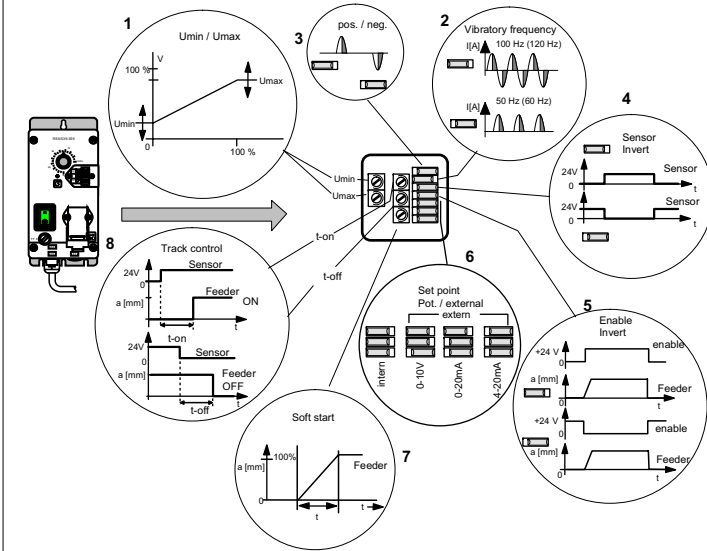 1
Umin / Umax
V
100 %
Umax
Umin
0
100 %
3
pos. / neg.
2
Vibratory frequency
I[A]
100 Hz (120 Hz)
I[A]
50 Hz (60 Hz)
4
Sensor
Invert
24V
0
Sensor
t
24V
0
Sensor
t
Umin
Umax
t-on
t-off
8
Track control
24V
0
Sensor
a [mm]
Feeder
ON
t
t-on
24V
0
Sensor
a [mm]
Feeder
OFF
t
t-off
6
Set point
Pot. / external
extern
intern
0-10V
0-20mA
4-20mA
5
Enable
Invert
+24 V
0
enable
t
a [mm]
Feeder
t
+24 V
0
enable
a [mm]
Feeder
t
Soft start
7
a [mm]
100%
Feeder
0
t
t